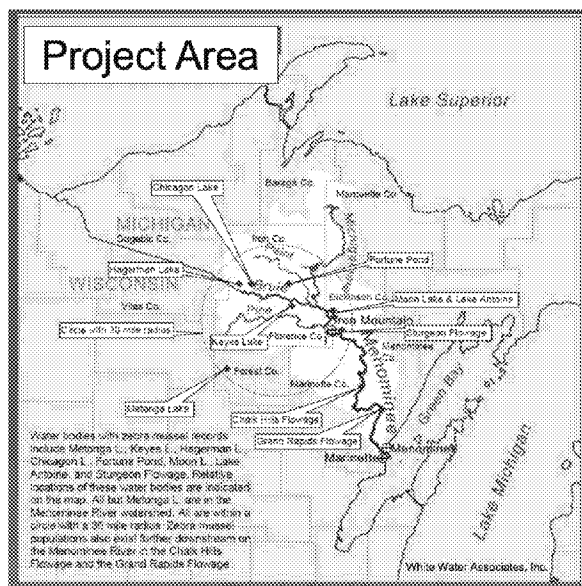 Project Area
Lake Superior
Chicagon Lake
Baraga Co.
Marquette Co.
MICHIGAN
Gogebic Co.
Iron Co.
Fortune Pond
Hagerman Lake
WISCONSIN
Brule
Dickinson Co.
Vilas Co.
Pine
Moon Lake & Lake Antoine
Iron Mountain
Circle with 30 mile radius
Florence Co.
Sturgeon Flowage
Keyes Lake
Menominee
Menominee
Forest Co.
Green Bay
Marinette Co.
Metonga Lake
Chalk Hills Flowage
Grand Rapids Flowage
Menominee
Marinette
Lake Michigan
Water bodies with zebra mussel records
include Metonga L., Keyes L., Hagerman L.,
Chicagon L., Fortune Pond, Moon L., Lake
Antoine, and Sturgeon Flowage. Relative
locations of these water bodies are indicated
on the map. All but Metonga L. are in the
Menominee River watershed. All are within a
circle with a 30 mile radius. Zebra mussel
populations also exist further downstream on
the Menominee River in the Chalk Hills
Flowage and the Grand Rapids Flowage.
White Water Associates, Inc.